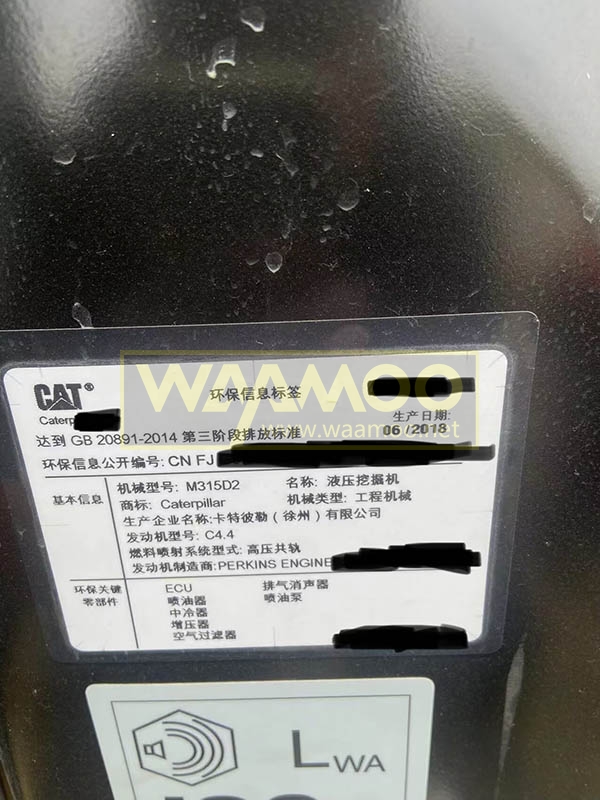 WAAMOO
www.waamoo.net
CAT®
环保信息标签
Caterp
生产日期:
06 /2018
达到 GB 20891-2014 第三阶段排放标准
环保信息公开编号: CN FJ
基本信息
机械型号: M315D2 名称: 液压挖掘机
商标: Caterpillar 机械类型: 工程机械
生产企业名称:卡特彼勒（徐州）有限公司
发动机型号: C4.4
燃料喷射系统型式: 高压共轨
发动机制造商:PERKINS ENGINE
环保关键
零部件
ECU 排气消声器
喷油器 喷油泵
中冷器
增压器
空气过滤器
LWA